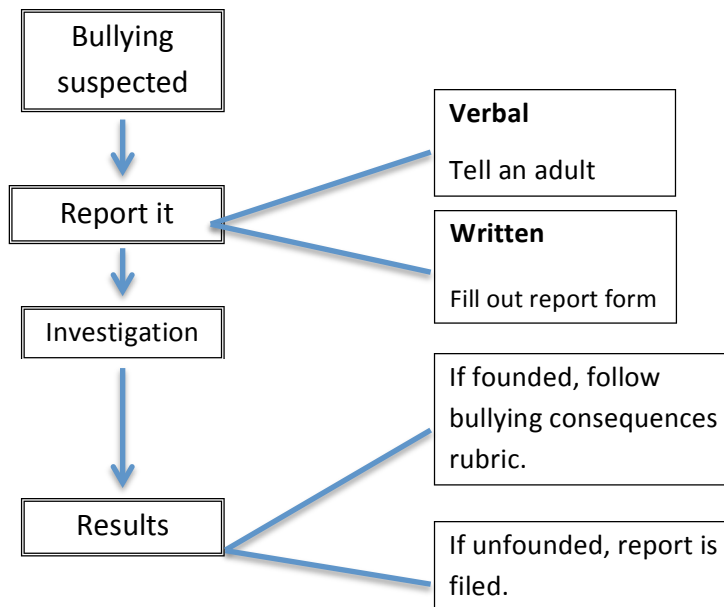 Bullying
suspected
Verbal
Tell an adult
Report it
Written
Fill out report form
Investigation
If founded, follow
bullying consequences
rubric.
Results
If unfounded, report is
filed.